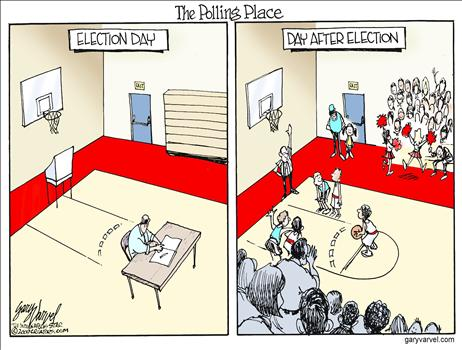 The Polling Place
ELECTION DAY
DAY AFTER ELECTION
EXIT
EXIT
Gary Varvel
garyvarvel.com